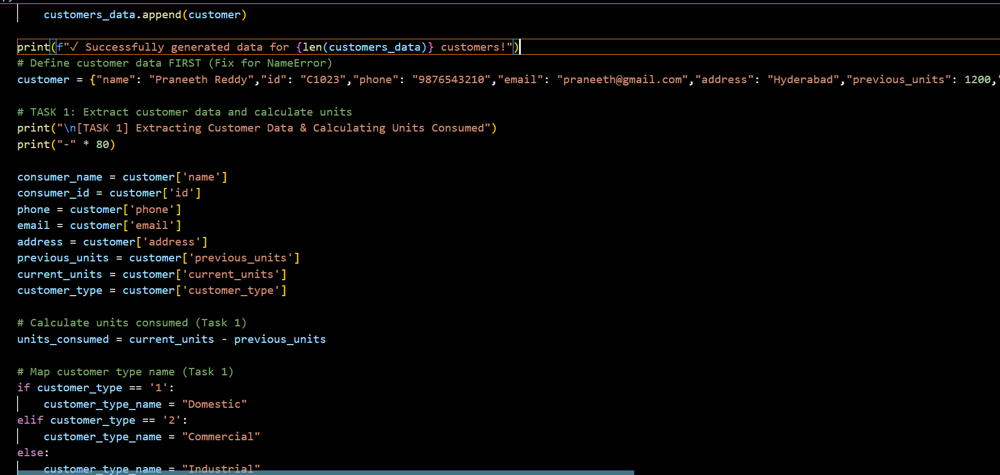 customers_data.append(customer)
print(f"✓ Successfully generated data for {len(customers_data)} customers!")
# Define customer data FIRST (Fix for NameError)
customer = {"name": "Praneeth Reddy","id": "C1023","phone": "9876543210","email": "praneeth@gmail.com","address": "Hyderabad","previous_units": 1200,"
# TASK 1: Extract customer data and calculate units
print("\n[TASK 1] Extracting Customer Data & Calculating Units Consumed")
print("-" * 80)
consumer_name = customer['name']
consumer_id = customer['id']
phone = customer['phone']
email = customer['email']
address = customer['address']
previous_units = customer['previous_units']
current_units = customer['current_units']
customer_type = customer['customer_type']
# Calculate units consumed (Task 1)
units_consumed = current_units - previous_units
# Map customer type name (Task 1)
if customer_type == '1':
    customer_type_name = "Domestic"
elif customer_type == '2':
    customer_type_name = "Commercial"
else:
    customer_type_name = "Industrial"